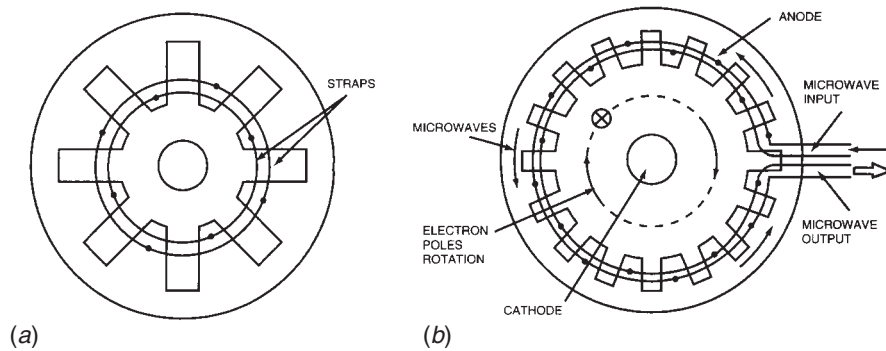 STRAPS
(a)
ANODE
MICROWAVE
INPUT
MICROWAVES
ELECTRON
POLES
ROTATION
MICROWAVE
OUTPUT
CATHODE
(b)